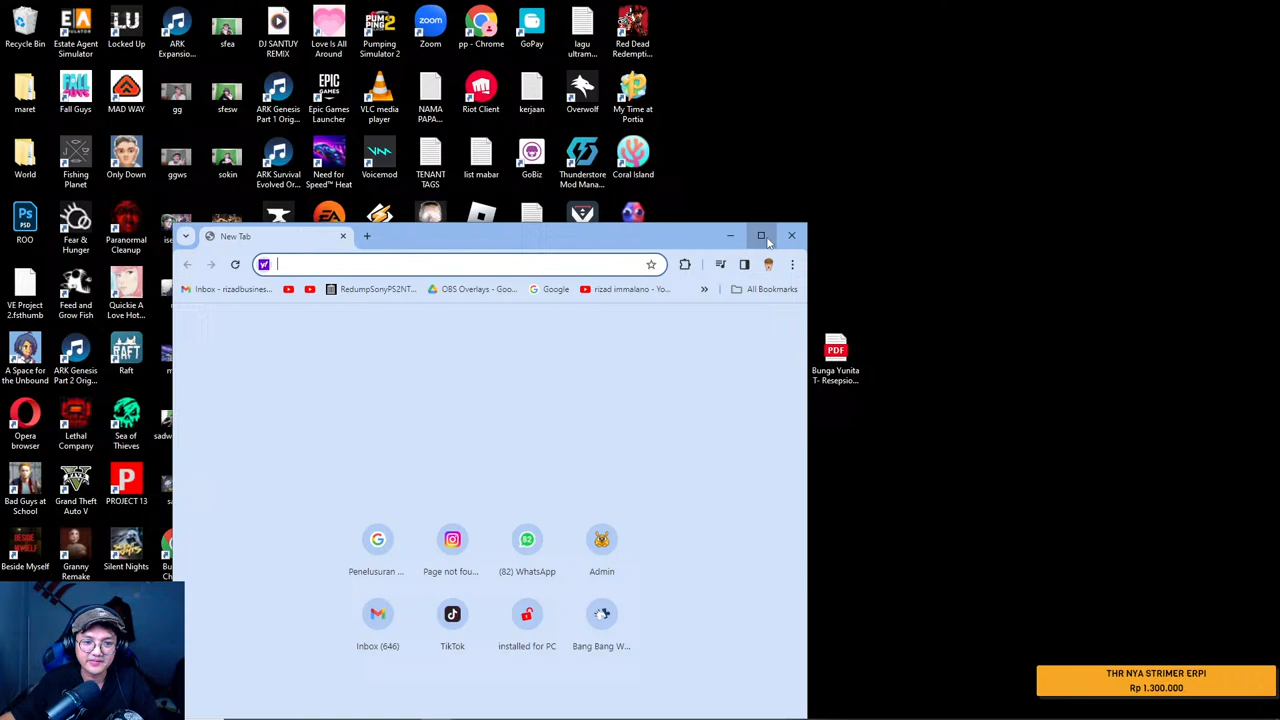 Recycle Bin
Estate Agent
Simulator
Locked Up
ARK
Expansio...
sfea
DJ SANTUY
REMIX
Love Is All
Around
Pumping
Simulator 2
Zoom
pp - Chrome
GoPay
lagu
ultram...
Red Dead
Redempti...
maret
Fall Guys
MAD WAY
gg
sfesw
ARK Genesis
Part 1 Orig...
Epic Games
Launcher
VLC media
player
NAMA
PAPA...
Riot Client
kerjaan
Overwolf
My Time at
Portia
World
Fishing
Planet
Only Down
ggws
sokin
ARK Survival
Evolved Or...
Need for
Speed™ Heat
Voicemod
TENANT
TAGS
list mabar
GoBiz
Thunderstore
Mod Mana...
Coral Island
ROO
Fear &
Hunger
Paranormal
Cleanup
New Tab
VE Project
2.fsthumb
Feed and
Grow Fish
Quickie A
Love Hot...
Inbox - rizadbusines...
RedumpSonyPS2NT...
OBS Overlays - Goo...
Google
rizad immalano - Yo...
All Bookmarks
A Space for
the Unbound
ARK Genesis
Part 2 Orig...
Raft
PDF
Bunga Yunita
T- Resepsio...
Opera
browser
Lethal
Company
Sea of
Thieves
Bad Guys at
School
Grand Theft
Auto V
PROJECT 13
Beside Myself
Granny
Remake
Silent Nights
Penelusuran ...
Page not fou...
(82) WhatsApp
Admin
Inbox (646)
TikTok
installed for PC
Bang Bang W...
THR NYA STRIMER ERPI
Rp 1.300.000